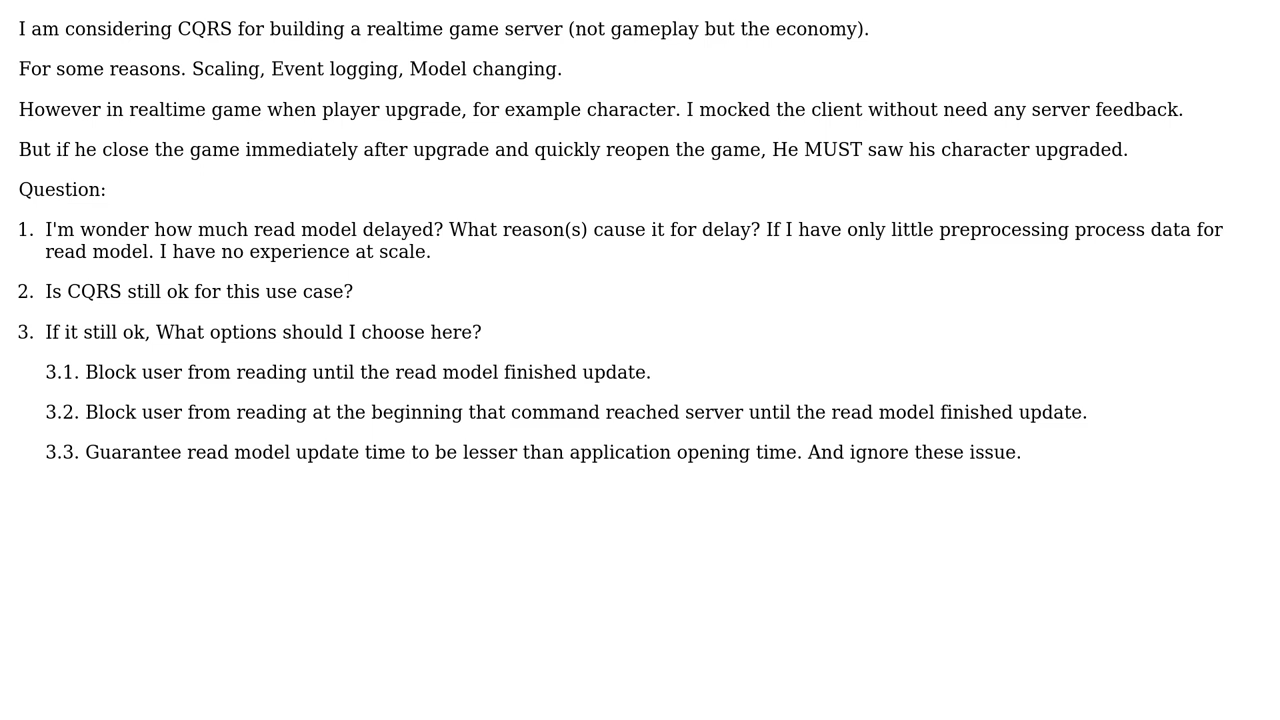 I am considering CQRS for building a realtime game server (not gameplay but the economy).
For some reasons. Scaling, Event logging, Model changing.
However in realtime game when player upgrade, for example character. I mocked the client without need any server feedback.
But if he close the game immediately after upgrade and quickly reopen the game, He MUST saw his character upgraded.
Question:
1. I'm wonder how much read model delayed? What reason(s) cause it for delay? If I have only little preprocessing process data for
read model. I have no experience at scale.
2. Is CQRS still ok for this use case?
3. If it still ok, What options should I choose here?
3.1. Block user from reading until the read model finished update.
3.2. Block user from reading at the beginning that command reached server until the read model finished update.
3.3. Guarantee read model update time to be lesser than application opening time. And ignore these issue.